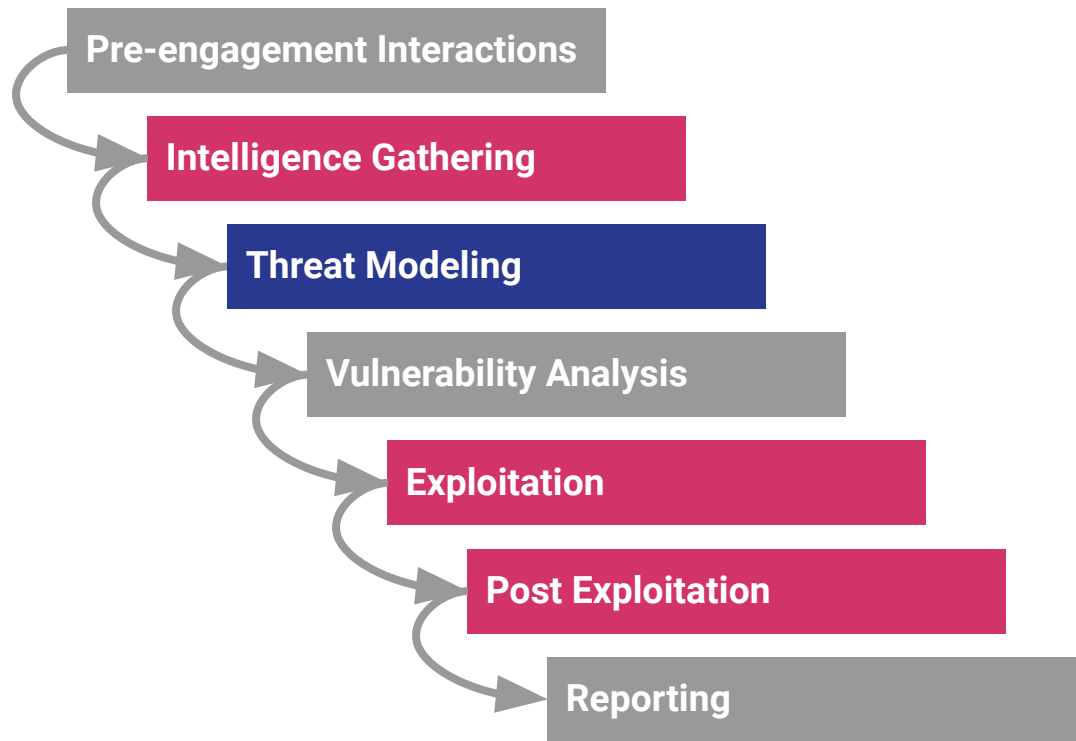 Pre-engagement Interactions
Intelligence Gathering
Threat Modeling
Vulnerability Analysis
Exploitation
Post Exploitation
Reporting